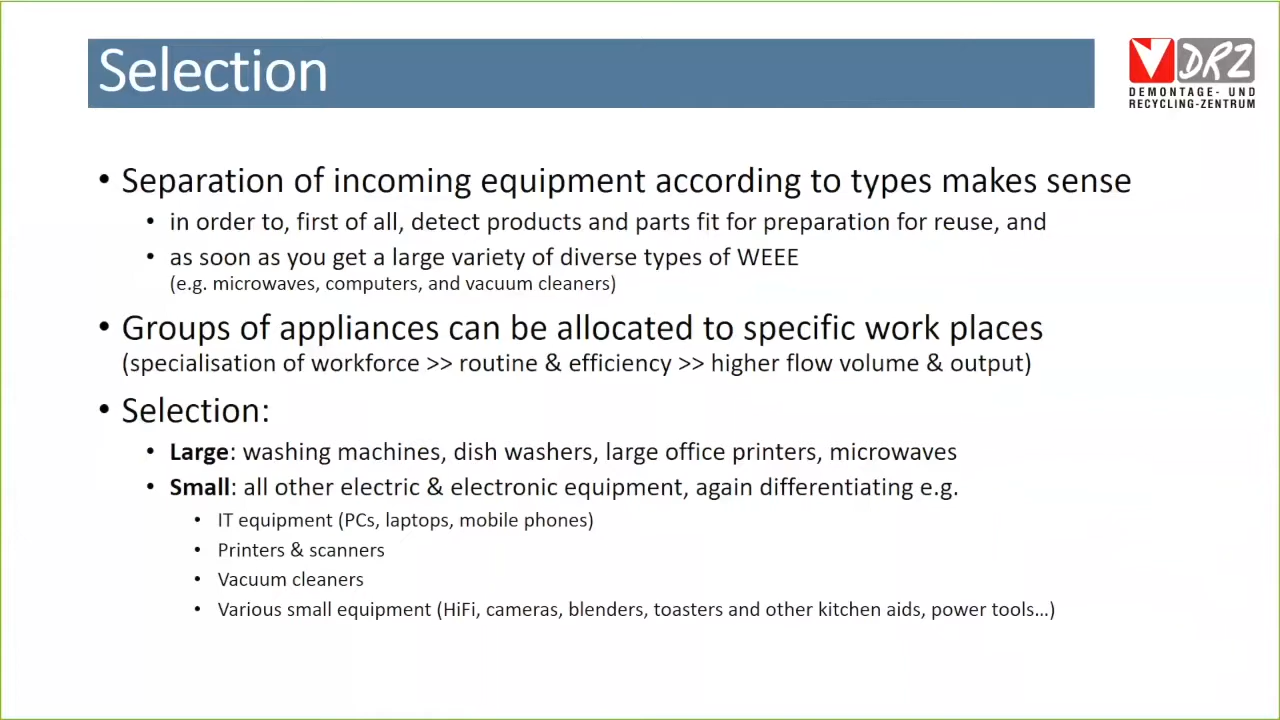 Selection
DRZ
DEMONTAGE- UND
RECYCLING-ZENTRUM
• Separation of incoming equipment according to types makes sense
• in order to, first of all, detect products and parts fit for preparation for reuse, and
• as soon as you get a large variety of diverse types of WEEE
(e.g. microwaves, computers, and vacuum cleaners)
• Groups of appliances can be allocated to specific work places
(specialisation of workforce >> routine & efficiency >> higher flow volume & output)
• Selection:
• Large: washing machines, dish washers, large office printers, microwaves
• Small: all other electric & electronic equipment, again differentiating e.g.
• IT equipment (PCs, laptops, mobile phones)
• Printers & scanners
• Vacuum cleaners
• Various small equipment (HiFi, cameras, blenders, toasters and other kitchen aids, power tools…)